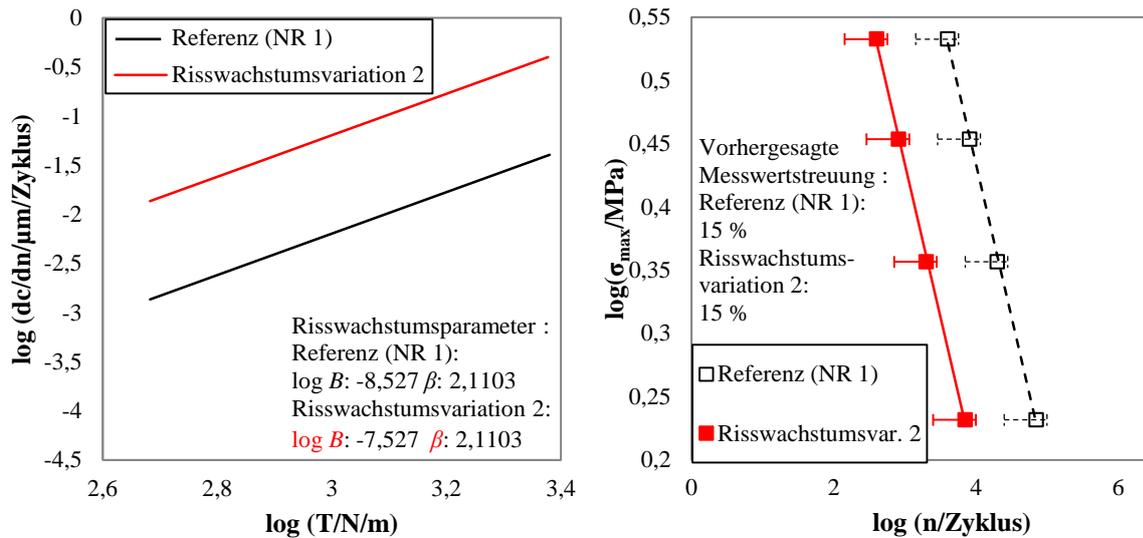 0
-0,5
-1
-1,5
-2
-2,5
-3
-3,5
-4
-4,5
log (dc/dn/µm/Zyklus)
Referenz (NR 1)
Risswachstumsvariation 2
Risswachstumsparameter :
Referenz (NR 1):
log B: -8,527 β: 2,1103
Risswachstumsvariation 2:
log B: -7,527 β: 2,1103
2,6 2,8 3 3,2 3,4
log (T/N/m)
0,55
0,5
0,45
0,4
0,35
0,3
0,25
0,2
log(σmax/MPa)
Vorhergesagte
Messwertstreuung :
Referenz (NR 1):
15 %
Risswachstums-
variation 2:
15 %
Referenz (NR 1)
Risswachstumsvar. 2
0 2 4 6
log (n/Zyklus)